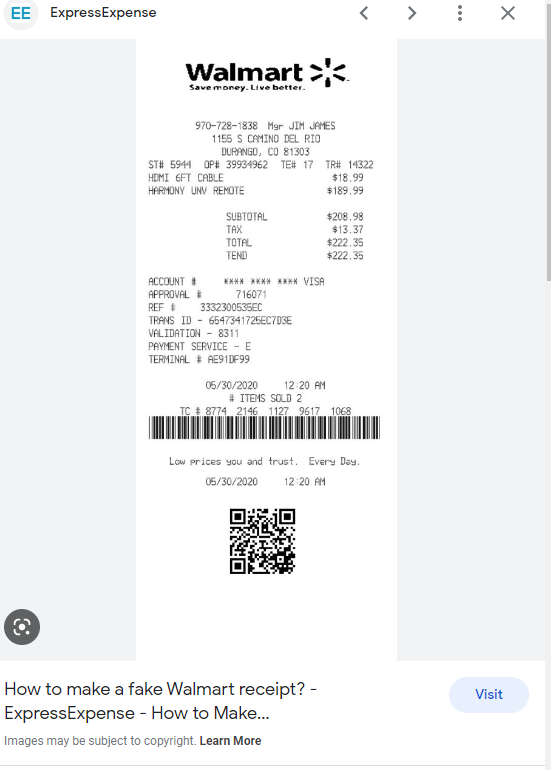 EE ExpressExpense
Walmart
Save money. Live better.
970-728-1838 Mgr JIM JAMES
1155 S CAMINO DEL RIO
DURANGO, CO 81303
ST# 5944 OP# 39934962 TE# 17 TR# 14322
HDMI 6FT CABLE $18.99
HARMONY UNV REMOTE $189.99
SUBTOTAL $208.98
TAX $13.37
TOTAL $222.35
TEND $222.35
ACCOUNT # **** **** **** VISA
APPROVAL # 716071
REF # 3332300535EC
TRANS ID - 6547341725EC7D3E
VALIDATION - 8311
PAYMENT SERVICE - E
TERMINAL # AE91DF99
05/30/2020 12:20 AM
# ITEMS SOLD 2
TC # 8774 2146 1127 9617 1068
Low prices you and trust. Every Day.
05/30/2020 12:20 AM
How to make a fake Walmart receipt? -
ExpressExpense - How to Make...
Visit
Images may be subject to copyright. Learn More